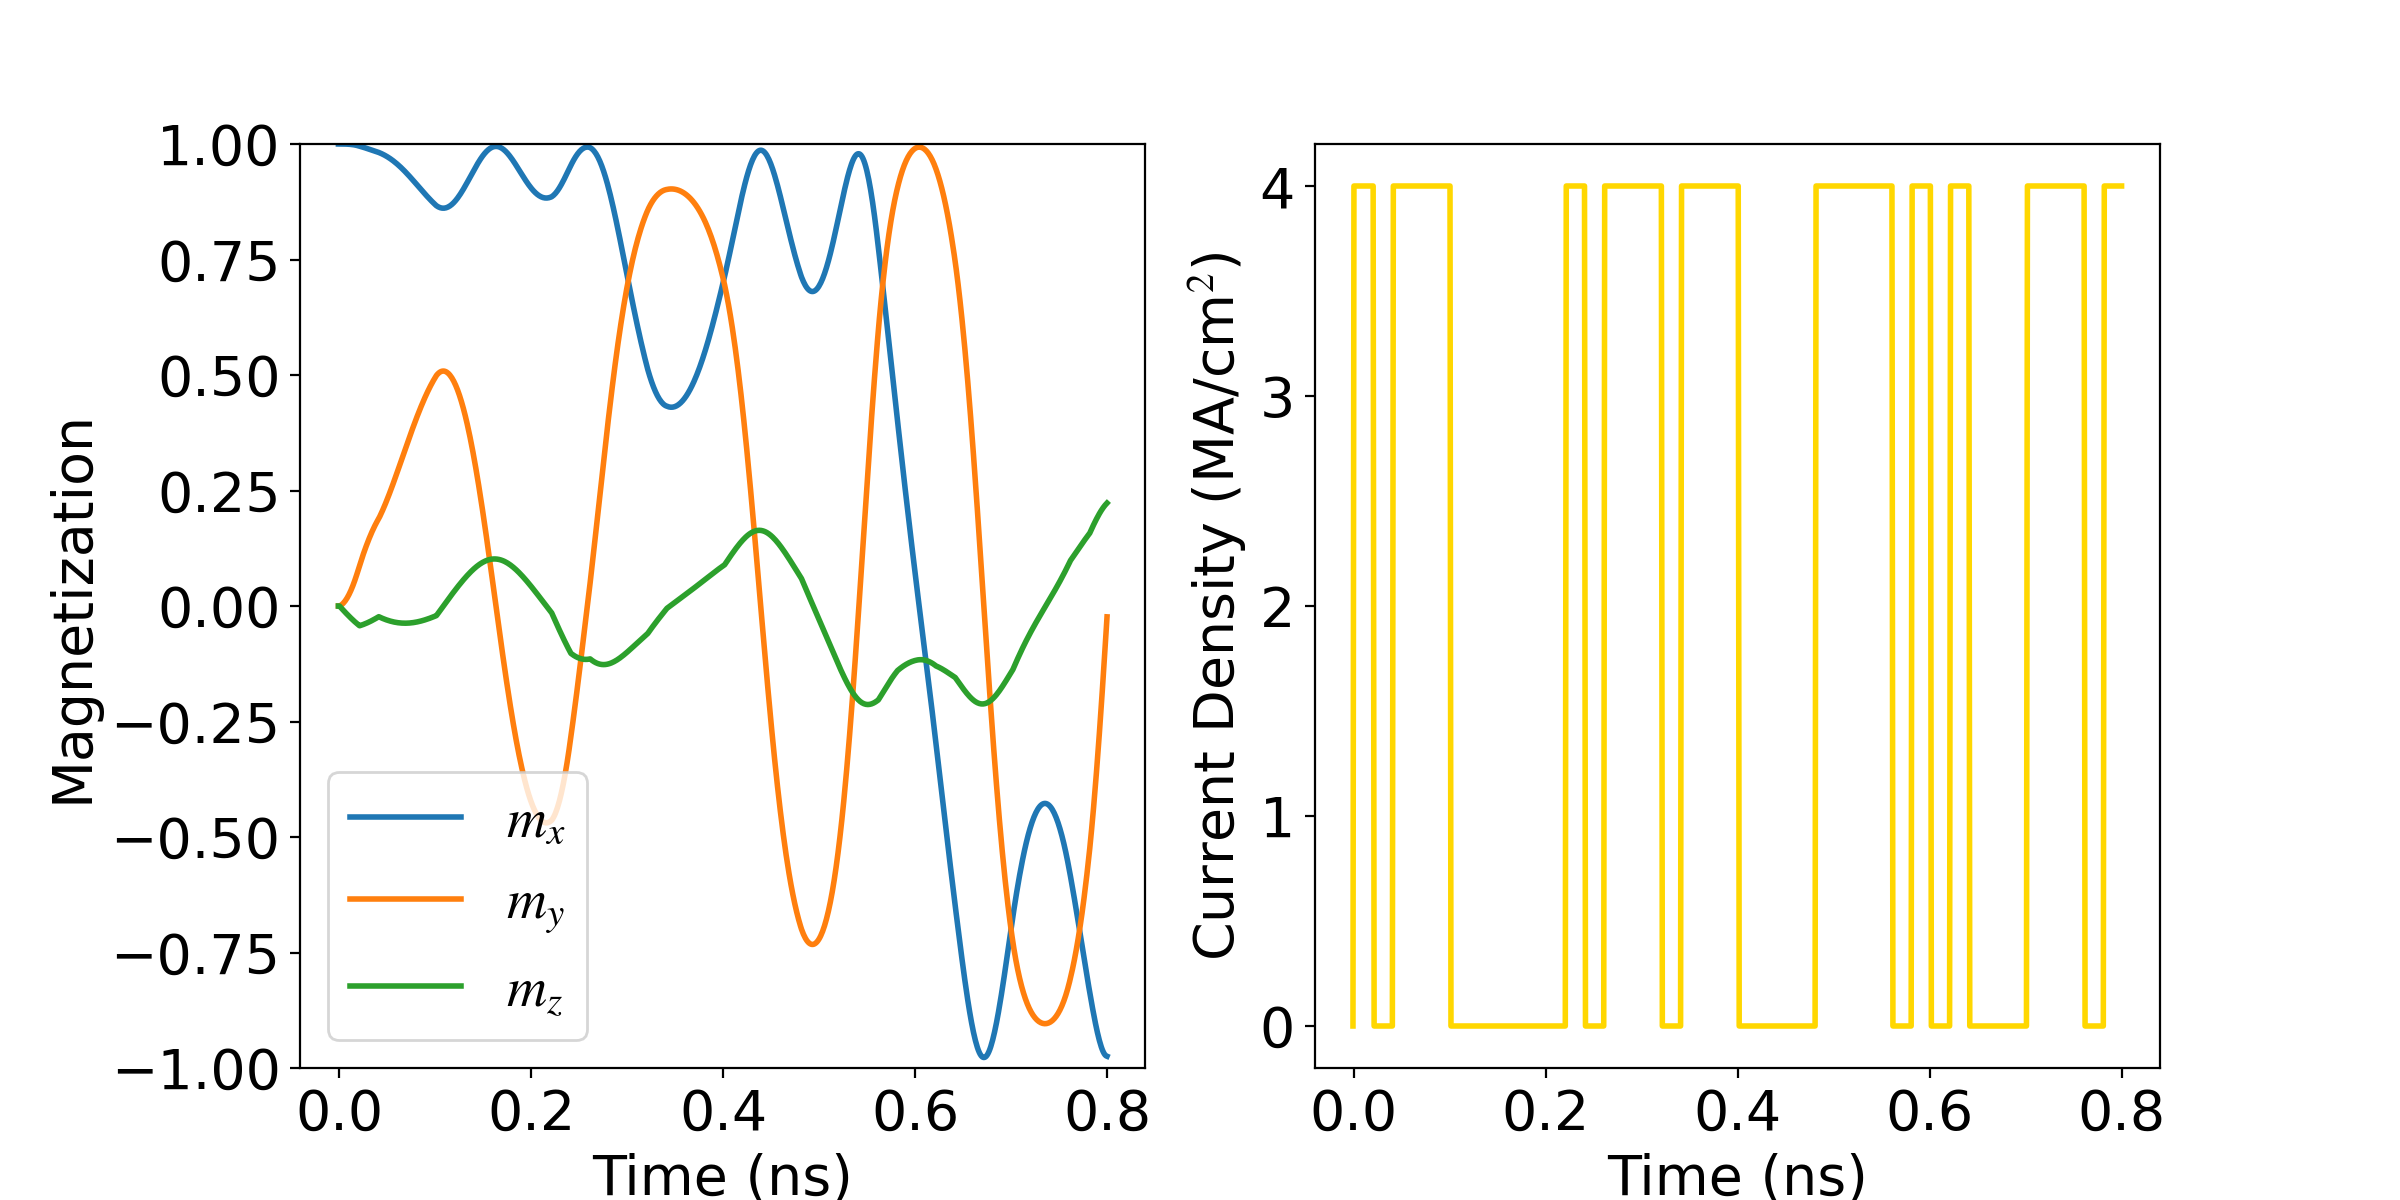 1.00
0.75
0.50
0.25
0.00
−0.25
−0.50
−0.75
−1.00
Magnetization
m_x
m_y
m_z
0.0 0.2 0.4 0.6 0.8
Time (ns)
4
3
2
1
0
Current Density (MA/cm²)
0.0 0.2 0.4 0.6 0.8
Time (ns)